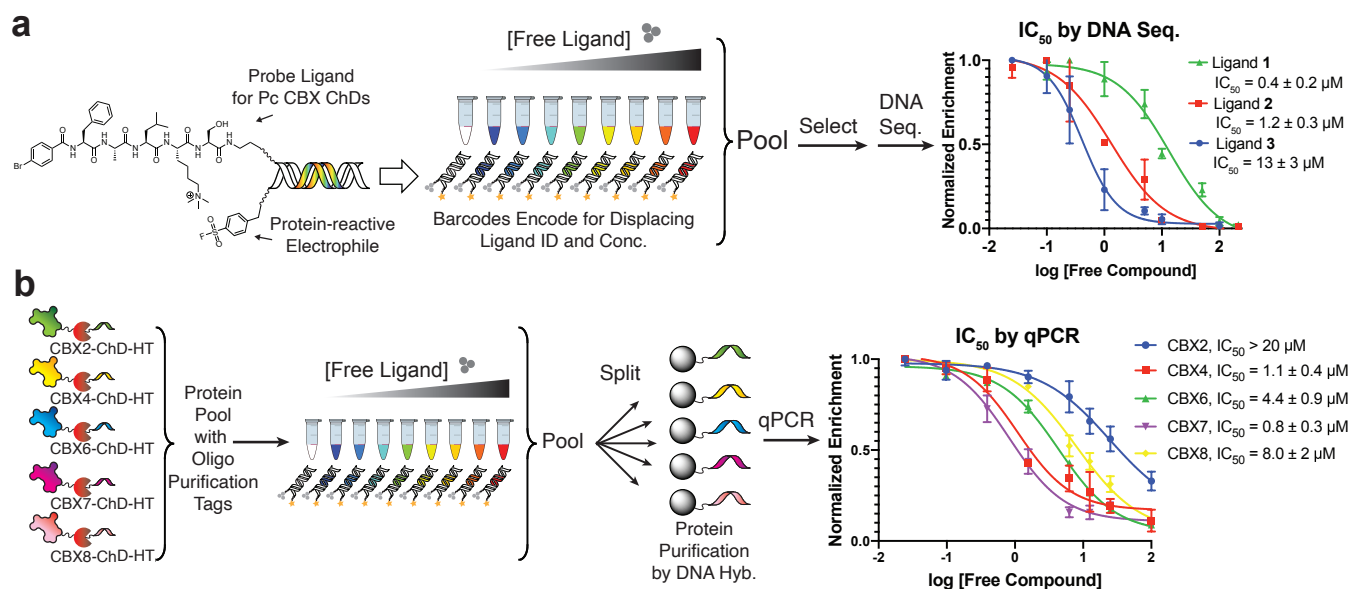 a
[Free Ligand]
Probe Ligand
for Pc CBX ChDs
Br
O
N
H
O
H
N
O
N
H
O
H
N
O
OH
N
H
O
H
N
N
F
S
O
O
Protein-reactive
Electrophile
Barcodes Encode for Displacing
Ligand ID and Conc.
Pool
Select
DNA
Seq.
IC50 by DNA Seq.
Normalized Enrichment
1.0
0.5
0.0
-2
-1
0
1
2
log [Free Compound]
Ligand 1
IC50 = 0.4 ± 0.2 µM
Ligand 2
IC50 = 1.2 ± 0.3 µM
Ligand 3
IC50 = 13 ± 3 µM
b
CBX2-ChD-HT
CBX4-ChD-HT
CBX6-ChD-HT
CBX7-ChD-HT
CBX8-ChD-HT
Protein
Pool
with
Oligo
Purification
Tags
[Free Ligand]
Pool
Split
Protein
Purification
by DNA Hyb.
qPCR
IC50 by qPCR
Normalized Enrichment
1.0
0.5
0.0
-2
-1
0
1
2
log [Free Compound]
CBX2, IC50 > 20 µM
CBX4, IC50 = 1.1 ± 0.4 µM
CBX6, IC50 = 4.4 ± 0.9 µM
CBX7, IC50 = 0.8 ± 0.3 µM
CBX8, IC50 = 8.0 ± 2 µM